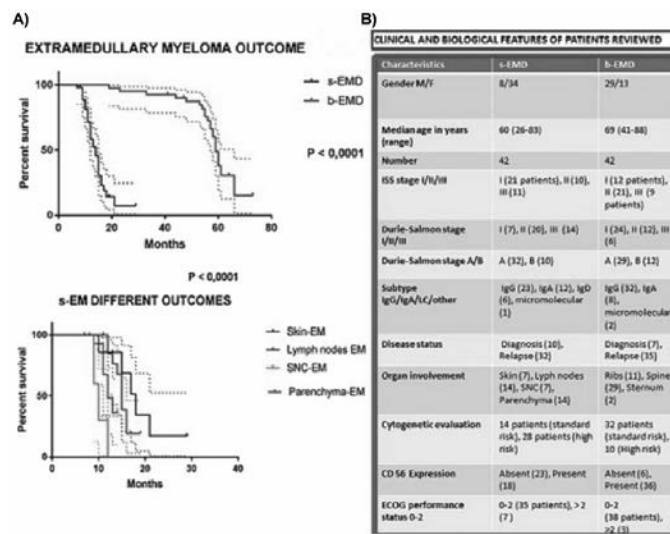 A)
EXTRAMEDULLARY MYELOMA OUTCOME
Percent survival
100
50
0
0
20
40
60
80
Months
s-EMD
b-EMD
P < 0,0001
P < 0,0001
s-EM DIFFERENT OUTCOMES
Percent survival
100
50
0
0
10
20
30
40
Months
Skin-EM
Lymph nodes EM
SNC-EM
Parenchyma-EM
B)
CLINICAL AND BIOLOGICAL FEATURES OF PATIENTS REVIEWED
Characteristics s-EMD b-EMD
Gender M/F 8/34 29/13
Median age in years 60 (26-83) 69 (41-88)
(range)
Number 42 42
ISS stage I/II/III I (21 patients), II (10), I (12 patients),
III (11) II (21), III (9
patients)
Durie-Salmon stage I (7), II (20), III (14) I (24), II (12), III
I/II/III (6)
Durie-Salmon stage A/B A (32), B (10) A (29), B (12)
Subtype IgG (23), IgA (12), IgD IgG (32), IgA
IgG/IgA/LC/other (6), micromolecular (8),
(1) micromolecular
(2)
Disease status Diagnosis (10), Diagnosis (7),
Relapse (32) Relapse (35)
Organ involvement Skin (7), Lyph nodes Ribs (11), Spine
(14), SNC (7), (29), Sternum
Parenchyma (14) (2)
Cytogenetic evaluation 14 patients (standard 32 patients
risk), 28 patients (high (standard risk),
risk) 10 (High risk)
CD 56 Expression Absent (23), Present Absent (6),
(18) Present (36)
ECOG performance 0-2 (35 patients), >2 0-2
status 0-2 (7 ) (38 patients),
>2 (5)